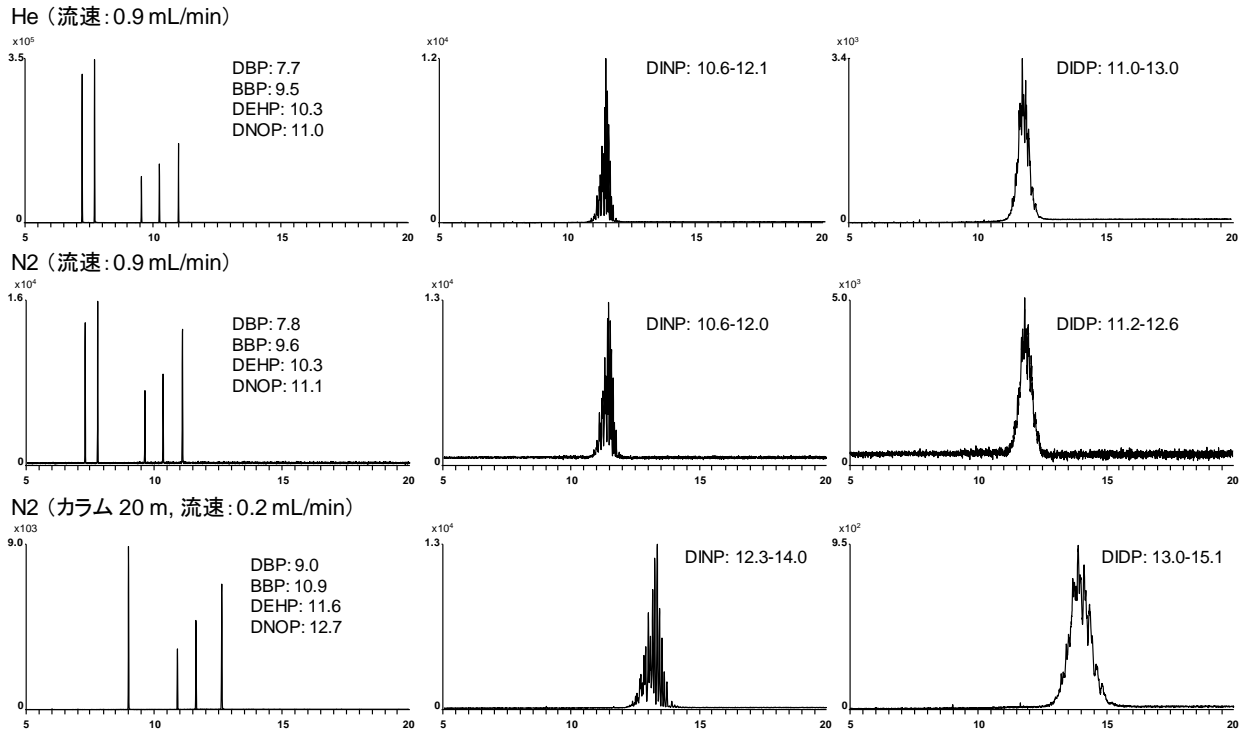 He （流速：0.9 mL/min）
x10⁵
3.5
0
5 10 15 20
DBP: 7.7
BBP: 9.5
DEHP: 10.3
DNOP: 11.0
x10⁴
1.2
0
5 10 15 20
DINP: 10.6-12.1
x10³
3.4
0
5 10 15 20
DIDP: 11.0-13.0
N2 （流速：0.9 mL/min）
x10⁴
1.6
0
5 10 15 20
DBP: 7.8
BBP: 9.6
DEHP: 10.3
DNOP: 11.1
x10⁴
1.3
0
5 10 15 20
DINP: 10.6-12.0
x10³
5.0
0
5 10 15 20
DIDP: 11.2-12.6
N2 （カラム 20 m, 流速：0.2 mL/min）
x103
9.0
0
5 10 15 20
DBP: 9.0
BBP: 10.9
DEHP: 11.6
DNOP: 12.7
x10⁴
1.3
0
5 10 15 20
DINP: 12.3-14.0
x10²
9.5
0
5 10 15 20
DIDP: 13.0-15.1